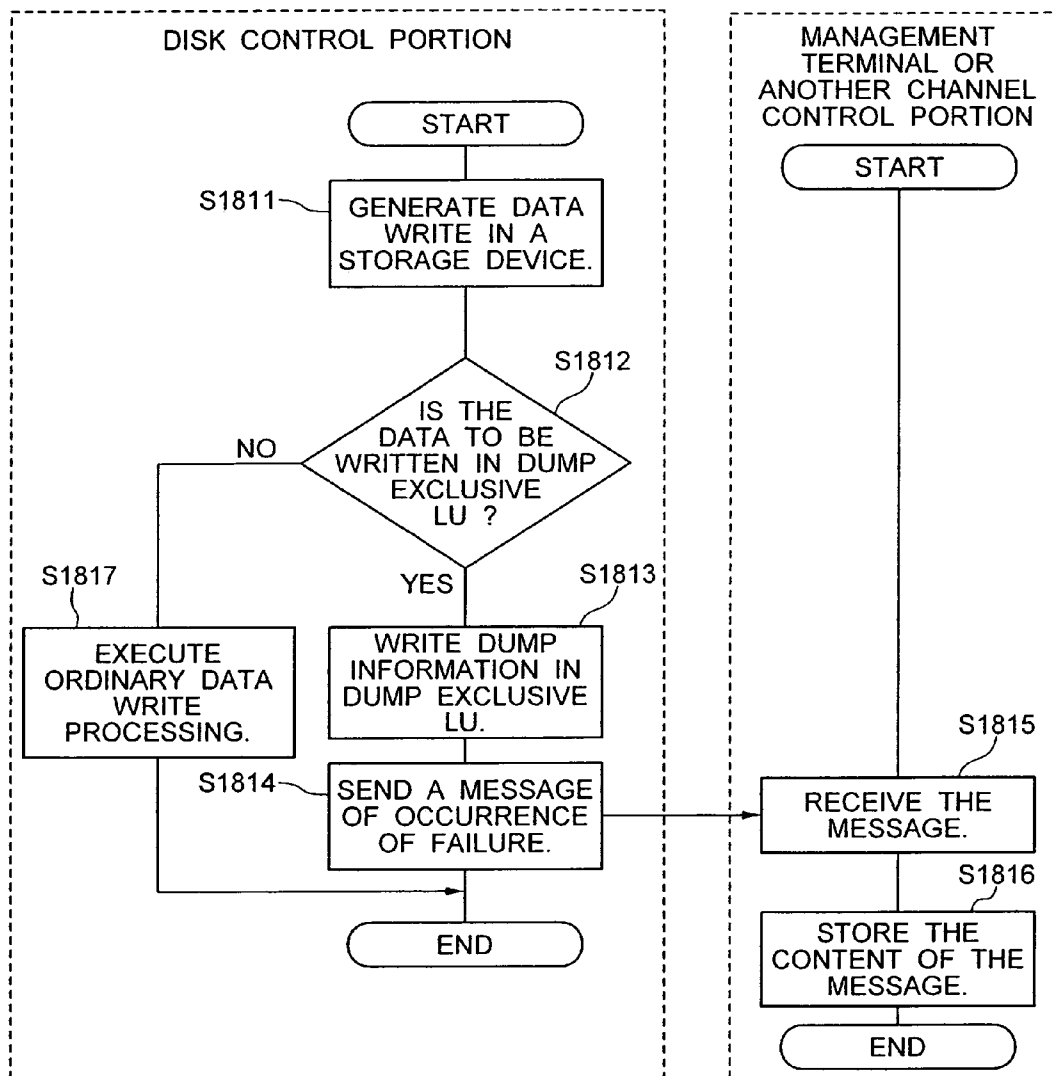 DISK CONTROL PORTION
START
S1811
GENERATE DATA
WRITE IN A
STORAGE DEVICE.
S1812
IS THE
DATA TO BE
WRITTEN IN DUMP
EXCLUSIVE
LU ?
NO
YES
S1817
EXECUTE
ORDINARY DATA
WRITE
PROCESSING.
S1813
WRITE DUMP
INFORMATION IN
DUMP EXCLUSIVE
LU.
S1814
SEND A MESSAGE
OF OCCURRENCE
OF FAILURE.
END
MANAGEMENT
TERMINAL OR
ANOTHER CHANNEL
CONTROL PORTION
START
S1815
RECEIVE THE
MESSAGE.
S1816
STORE THE
CONTENT OF THE
MESSAGE.
END